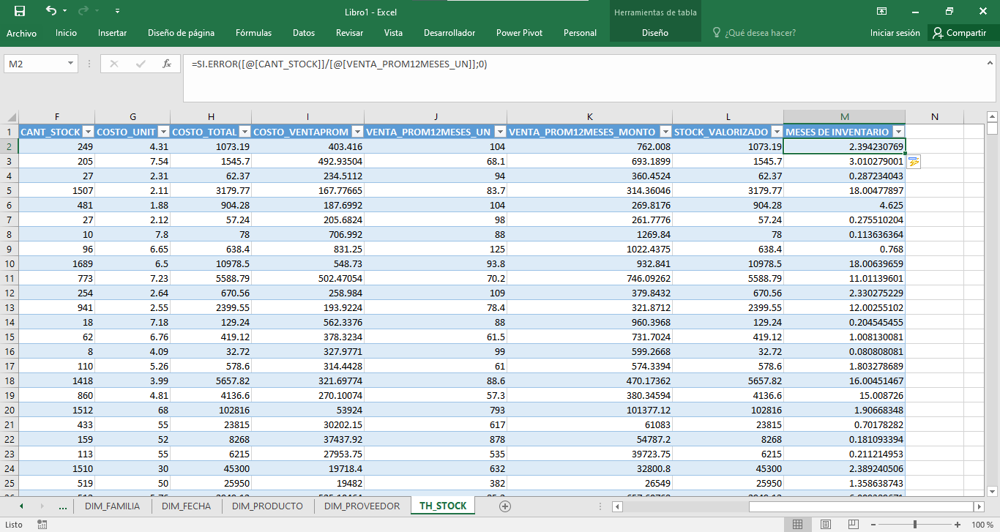 Libro1 - Excel
Herramientas de tabla
Archivo Inicio Insertar Diseño de página Fórmulas Datos Revisar Vista Desarrollador Power Pivot Personal Diseño ¿Qué desea hacer? Iniciar sesión Compartir
M2 fx =SI.ERROR([@[CANT_STOCK]]/[@[VENTA_PROM12MESES_UN]];0)
F G H I J K L M N
1 CANT_STOCK COSTO_UNIT COSTO_TOTAL COSTO_VENTAPROM VENTA_PROM12MESES_UN VENTA_PROM12MESES_MONTO STOCK_VALORIZADO MESES DE INVENTARIO
2 249 4.31 1073.19 403.416 104 762.008 1073.19 2.394230769
3 205 7.54 1545.7 492.93504 68.1 693.1899 1545.7 3.010279001
4 27 2.31 62.37 234.5112 94 360.4524 62.37 0.287234043
5 1507 2.11 3179.77 167.77665 83.7 314.36046 3179.77 18.00477897
6 481 1.88 904.28 187.6992 104 269.8176 904.28 4.625
7 27 2.12 57.24 205.6824 98 261.7776 57.24 0.275510204
8 10 7.8 78 706.992 88 1269.84 78 0.113636364
9 96 6.65 638.4 831.25 125 1022.4375 638.4 0.768
10 1689 6.5 10978.5 548.73 93.8 932.841 10978.5 18.00639659
11 773 7.23 5588.79 502.47054 70.2 746.09262 5588.79 11.01139601
12 254 2.64 670.56 258.984 109 379.8432 670.56 2.330275229
13 941 2.55 2399.55 193.9224 78.4 321.8712 2399.55 12.00255102
14 18 7.18 129.24 562.3376 88 960.3968 129.24 0.204545455
15 62 6.76 419.12 378.3234 61.5 731.7024 419.12 1.008130081
16 8 4.09 32.72 327.9771 99 599.2668 32.72 0.080808081
17 110 5.26 578.6 314.4428 61 574.3394 578.6 1.803278689
18 1418 3.99 5657.82 321.69774 88.6 470.17362 5657.82 16.00451467
19 860 4.81 4136.6 270.10074 57.3 380.34594 4136.6 15.008726
20 1512 68 102816 53924 793 101377.12 102816 1.90668348
21 433 55 23815 30202.15 617 61083 23815 0.70178282
22 159 52 8268 37437.92 878 54787.2 8268 0.181093394
23 113 55 6215 27953.75 535 39723.75 6215 0.211214953
24 1510 30 45300 19718.4 632 32800.8 45300 2.389240506
25 519 50 25950 19482 382 26549 25950 1.358638743
... DIM_FAMILIA DIM_FECHA DIM_PRODUCTO DIM_PROVEEDOR TH_STOCK
Listo 100 %